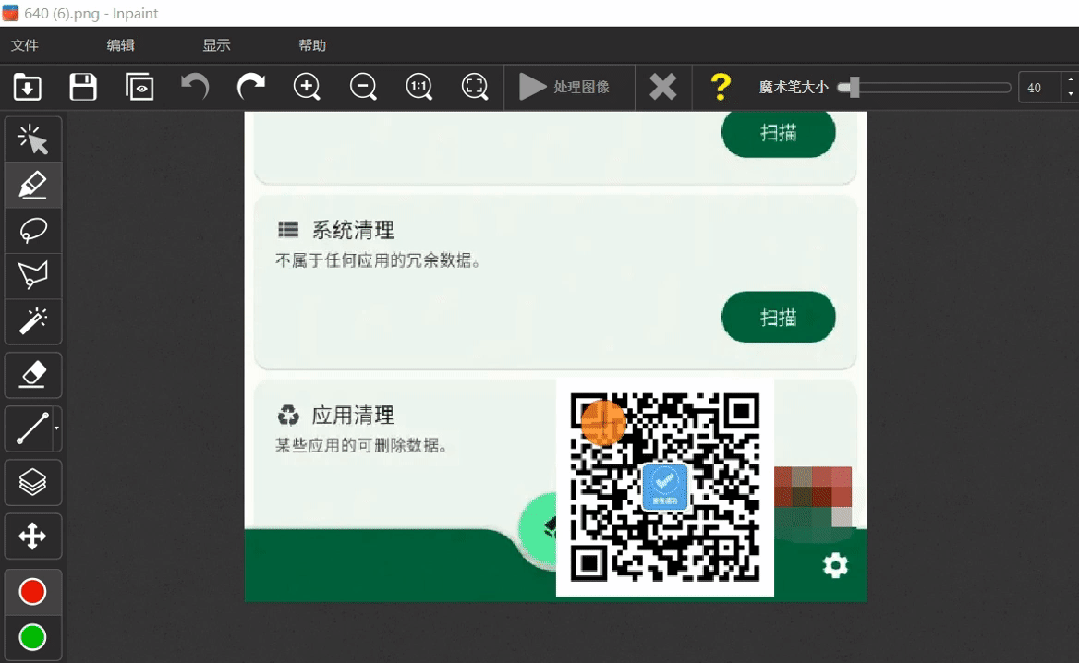 640 (6).png - Inpaint
文件 编辑 显示 帮助
1:1 处理图像 ? 魔术笔大小 40
扫描
系统清理
不属于任何应用的冗余数据。
扫描
应用清理
某些应用的可删除数据。